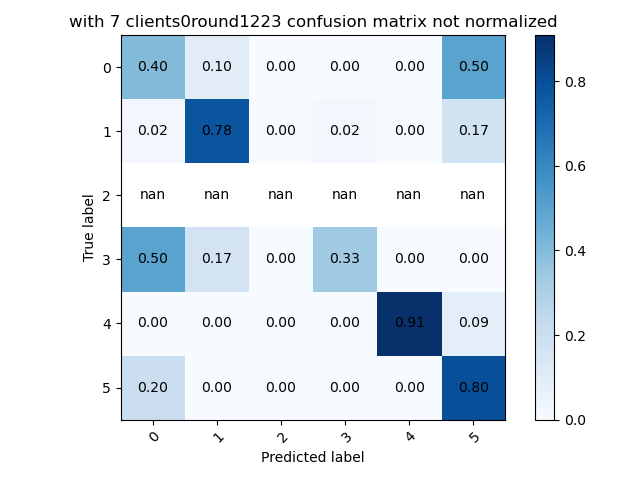 with 7 clients0round1223 confusion matrix not normalized
0 0.40 0.10 0.00 0.00 0.00 0.50
1 0.02 0.78 0.00 0.02 0.00 0.17
2 nan nan nan nan nan nan
3 0.50 0.17 0.00 0.33 0.00 0.00
4 0.00 0.00 0.00 0.00 0.91 0.09
5 0.20 0.00 0.00 0.00 0.00 0.80
0 1 2 3 4 5
True label
Predicted label
0.8
0.6
0.4
0.2
0.0